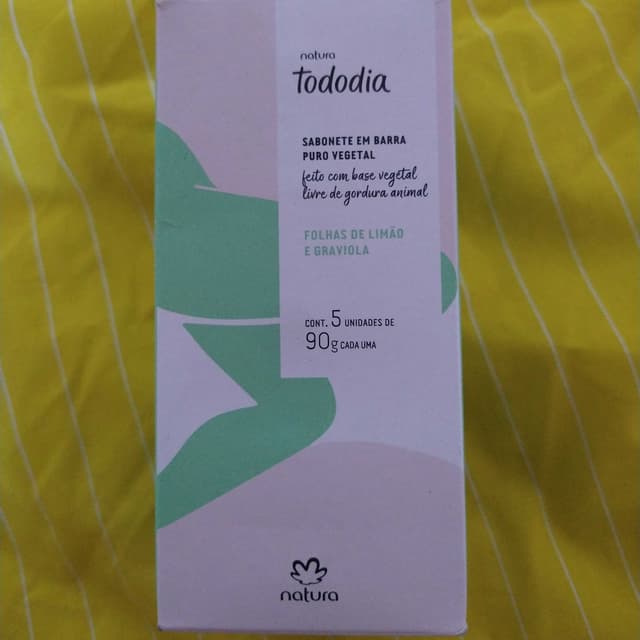 natura
tododia
SABONETE EM BARRA
PURO VEGETAL
feito com base vegetal
livre de gordura animal
FOLHAS DE LIMÃO
E GRAVIOLA
CONT. 5 UNIDADES DE
90g CADA UMA
natura